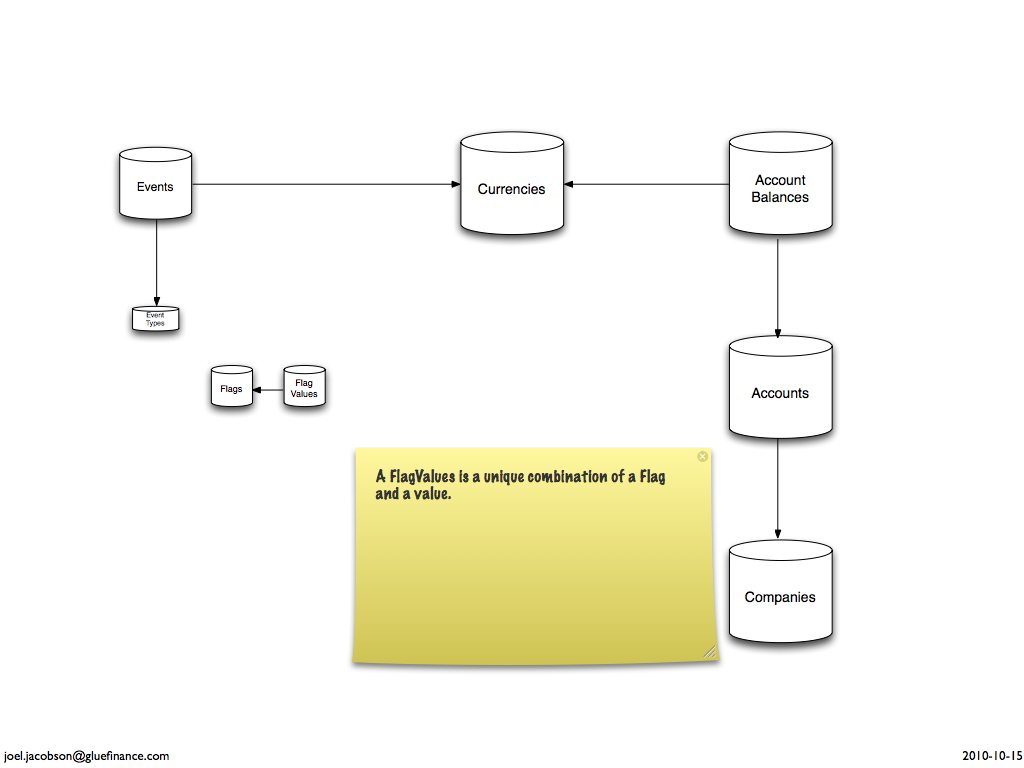 Events
Currencies
Account
Balances
Event
Types
Flags
Flag
Values
Accounts
A FlagValues is a unique combination of a Flag
and a value.
Companies
joel.jacobson@gluefinance.com
2010-10-15